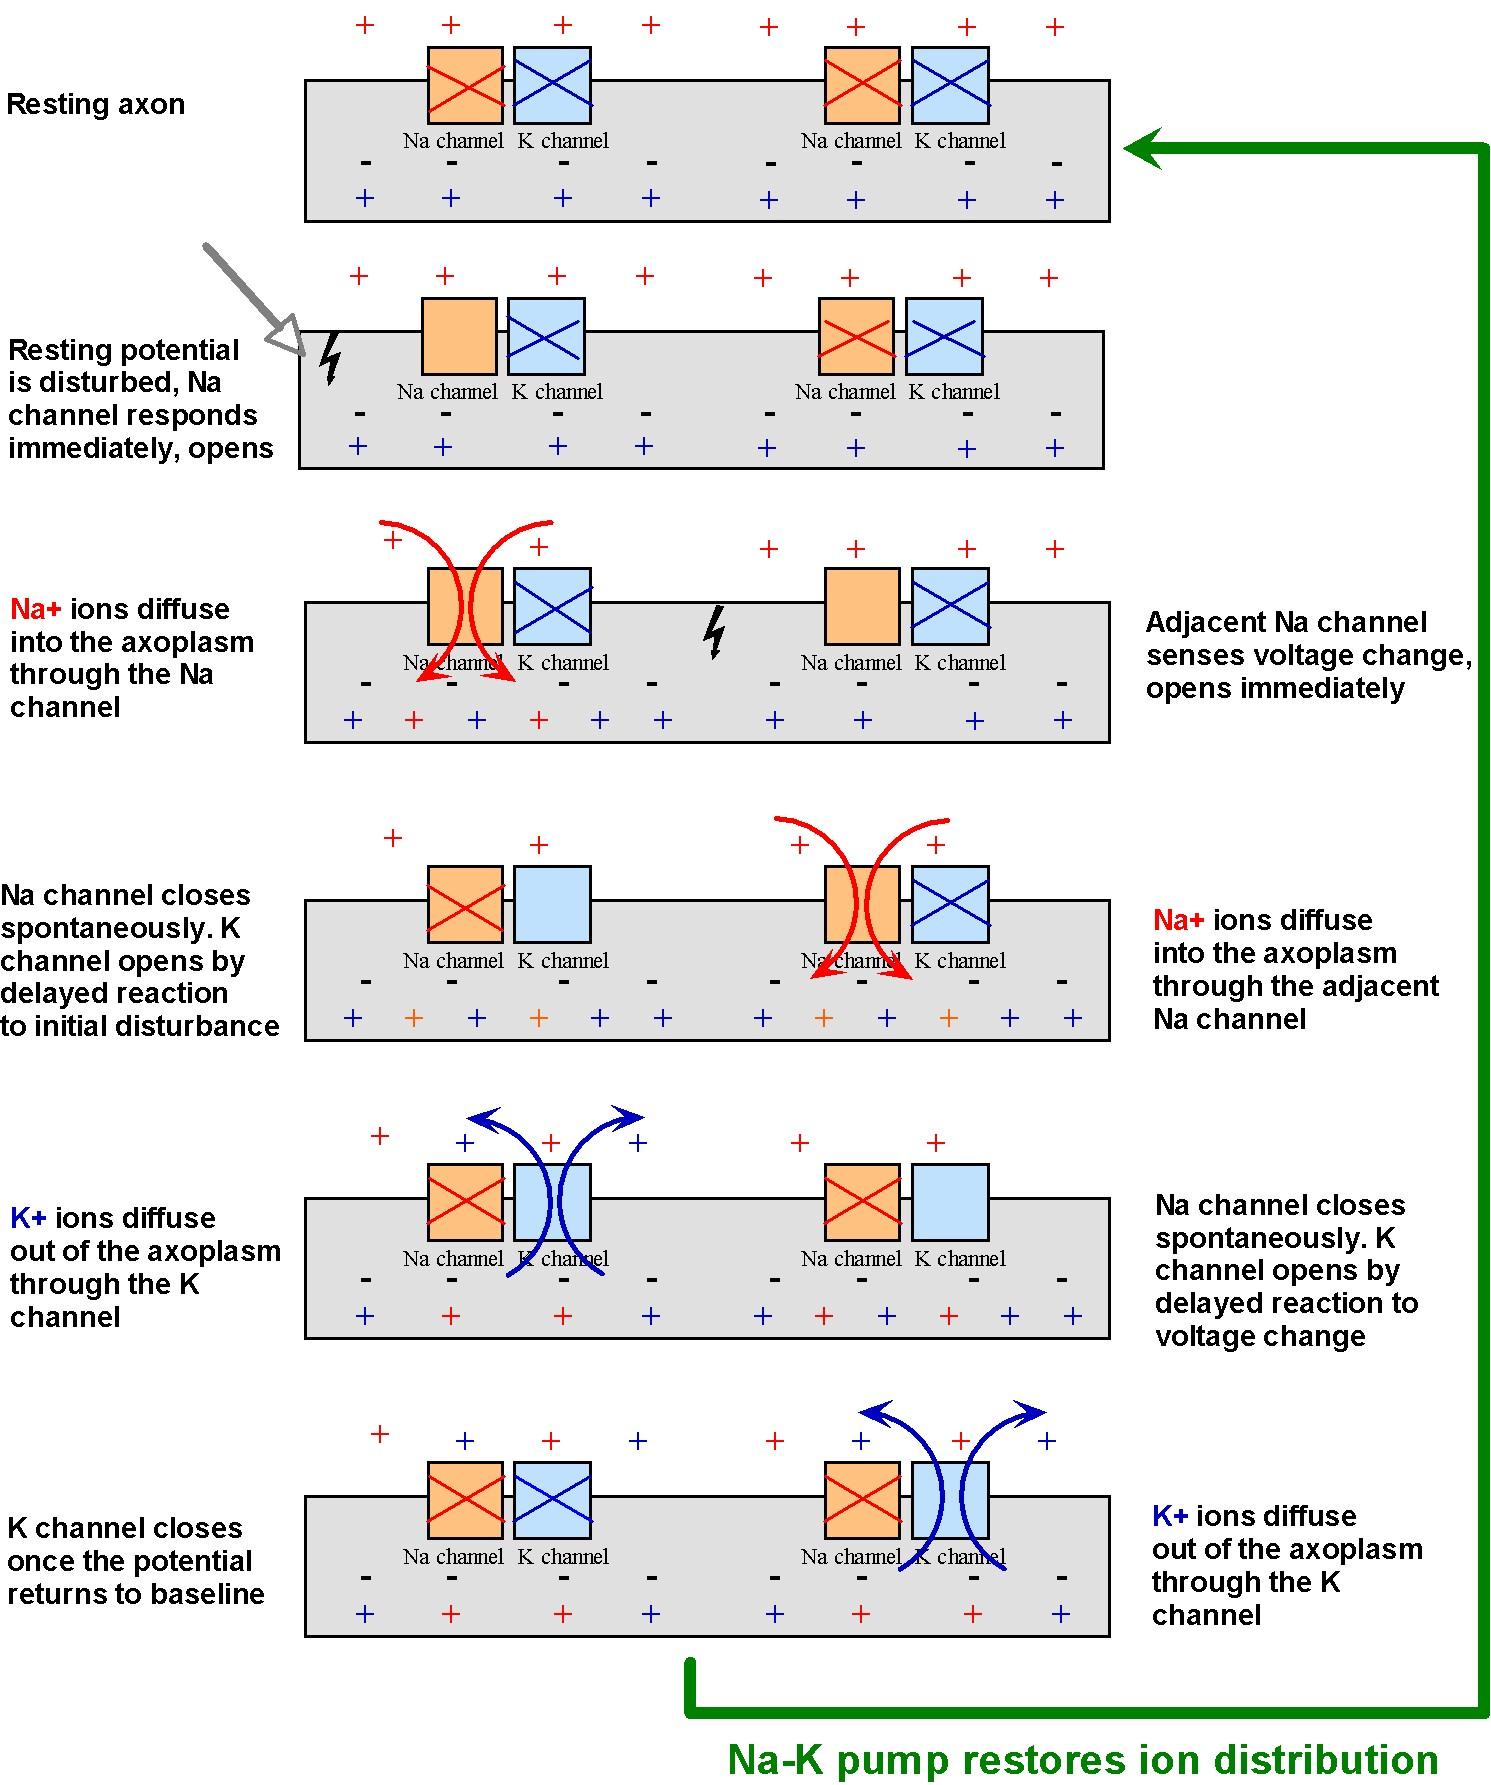 Resting axon
Na channel K channel Na channel K channel
Resting potential
is disturbed, Na
channel responds
immediately, opens
Na channel K channel Na channel K channel
Na+ ions diffuse
into the axoplasm
through the Na
channel
Na channel K channel Na channel K channel
Adjacent Na channel
senses voltage change,
opens immediately
Na channel closes
spontaneously. K
channel opens by
delayed reaction
to initial disturbance
Na channel K channel Na channel K channel
Na+ ions diffuse
into the axoplasm
through the adjacent
Na channel
K+ ions diffuse
out of the axoplasm
through the K
channel
Na channel K channel Na channel K channel
Na channel closes
spontaneously. K
channel opens by
delayed reaction to
voltage change
K channel closes
once the potential
returns to baseline
Na channel K channel Na channel K channel
K+ ions diffuse
out of the axoplasm
through the K
channel
Na-K pump restores ion distribution